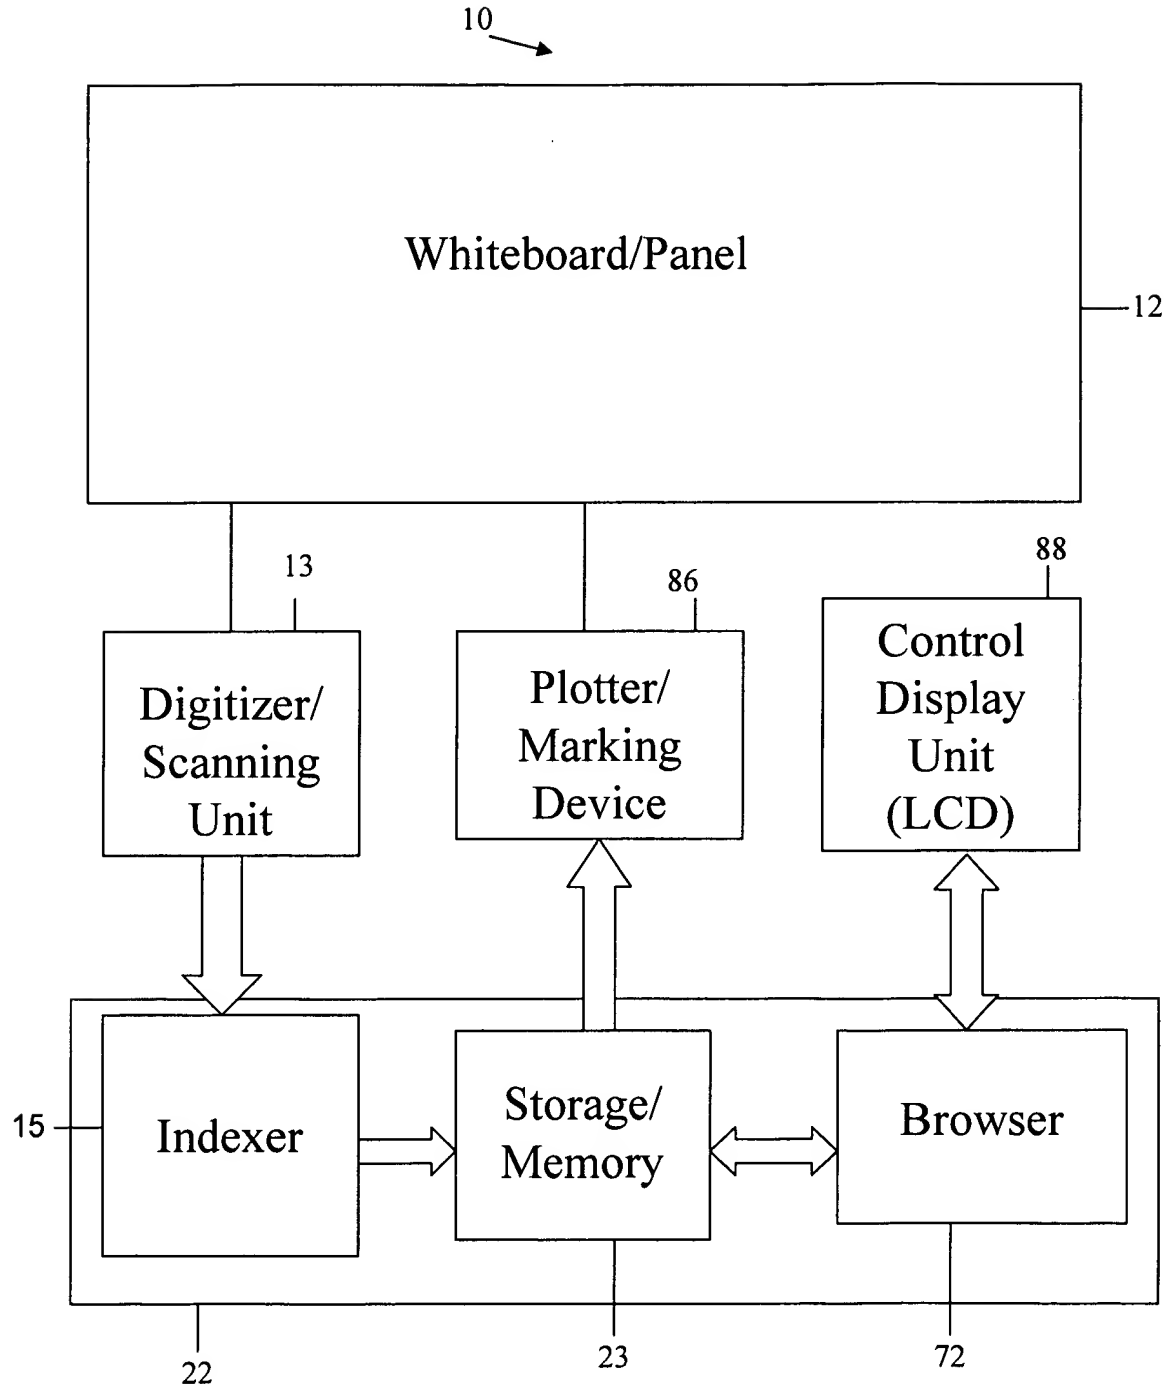 10
Whiteboard/Panel
12
13
86
88
Digitizer/
Scanning
Unit
Plotter/
Marking
Device
Control
Display
Unit
(LCD)
15
Indexer
Storage/
Memory
Browser
22
23
72